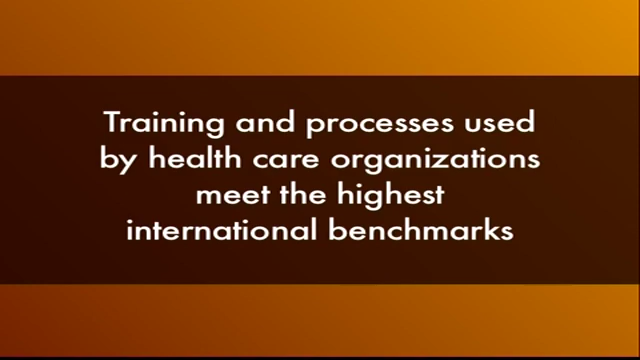 Training and processes used
by health care organizations
meet the highest
international benchmarks